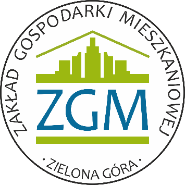 ZAKŁAD GOSPODARKI MIESZKANIOWEJ
ZGM
· ZIELONA GÓRA ·